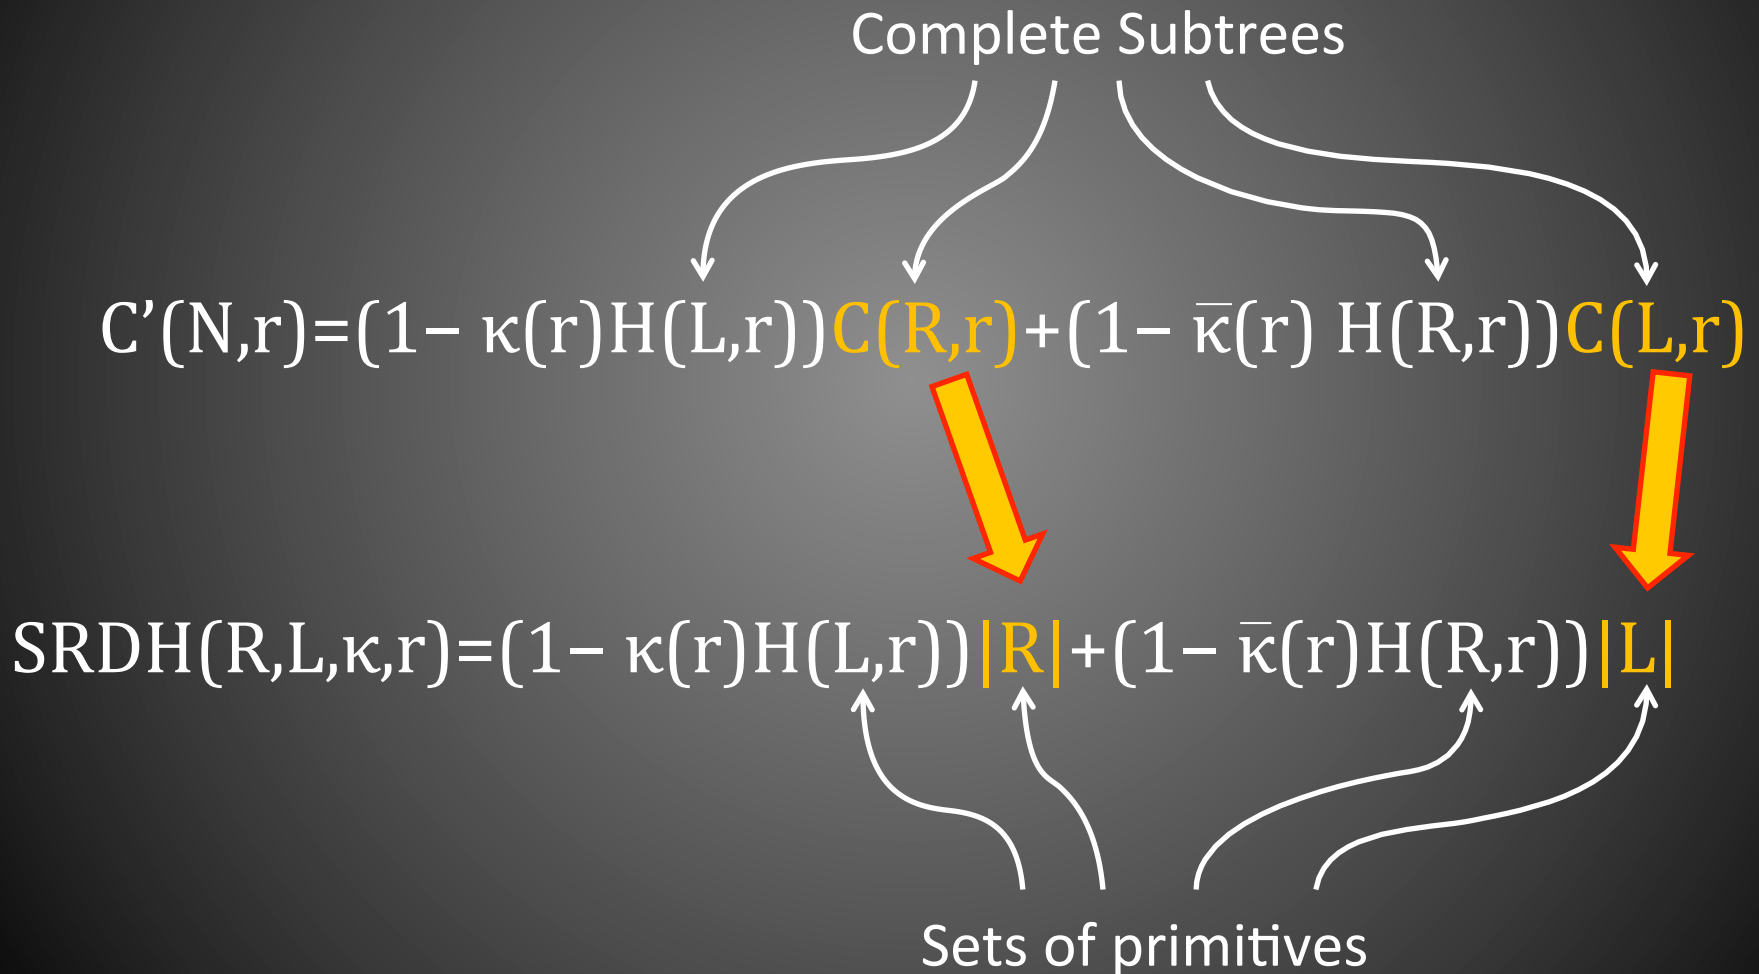 Complete Subtrees
C’(N,r)=(1− κ(r)H(L,r))C(R,r)+(1− κ̅(r) H(R,r))C(L,r)
SRDH(R,L,κ,r)=(1− κ(r)H(L,r))|R|+(1− κ̅(r)H(R,r))|L|
Sets of primitives